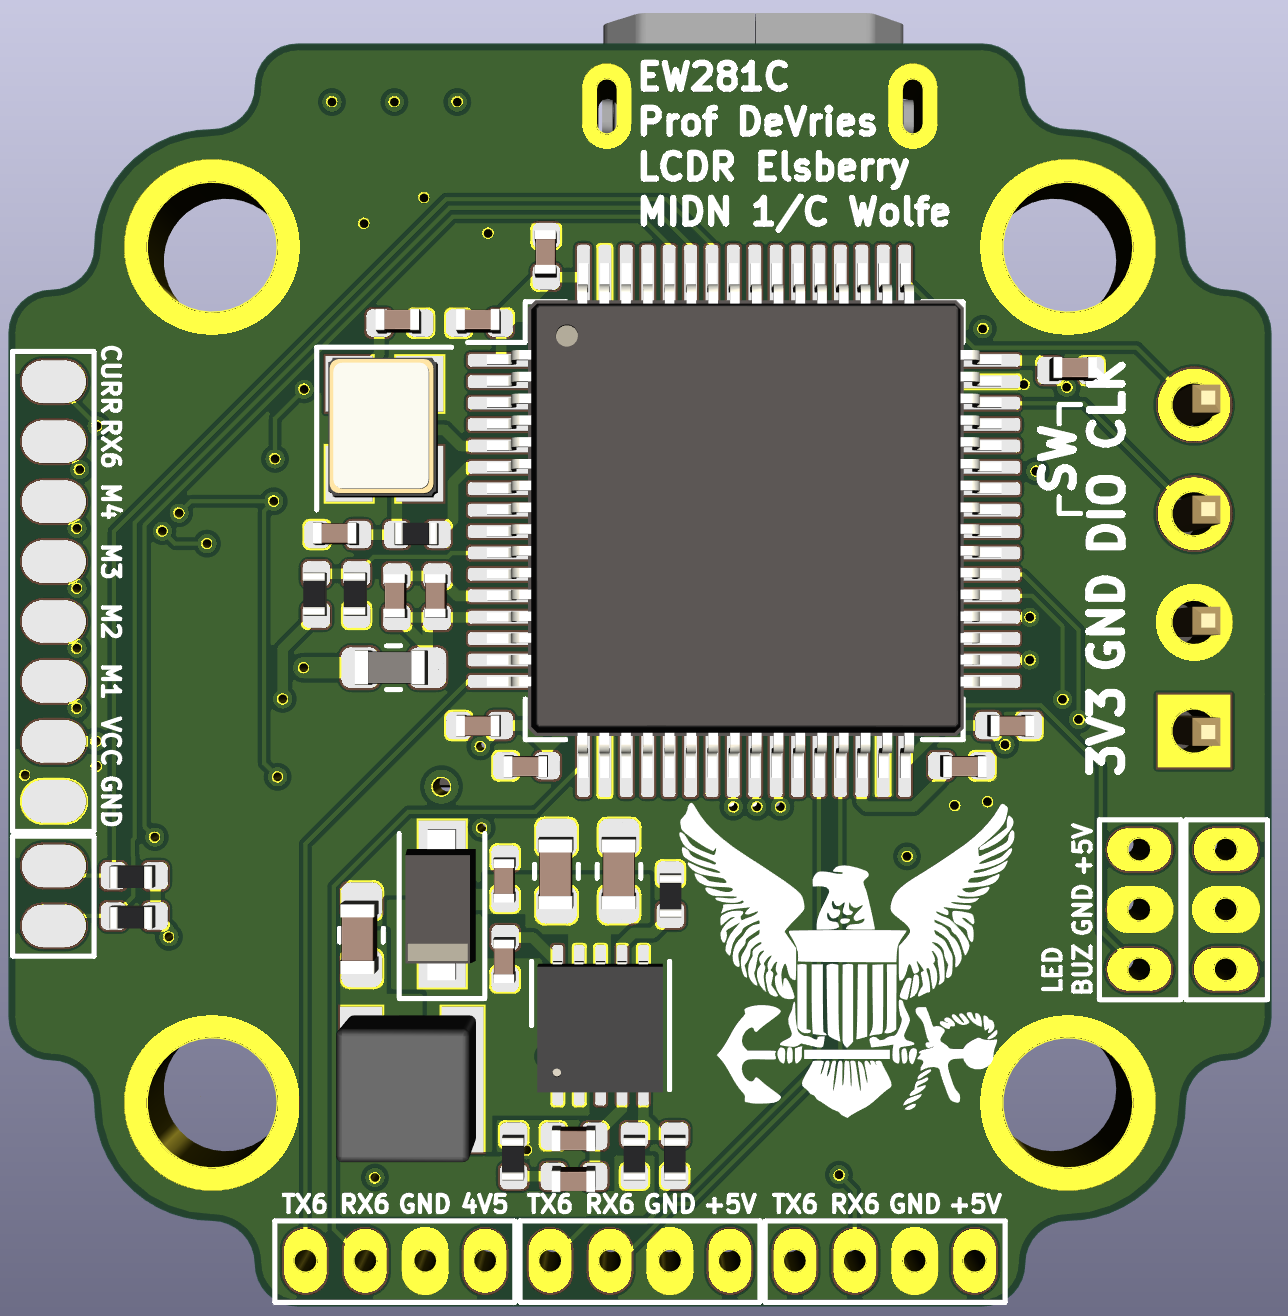 EW281C
Prof DeVries
LCDR Elsberry
MIDN 1/C Wolfe
CURR
RX6
M4
M3
M2
M1
VCC
GND
SW
CLK
DIO
GND
3V3
+5V
GND
BUZ
LED
TX6 RX6 GND 4V5
TX6 RX6 GND +5V
TX6 RX6 GND +5V